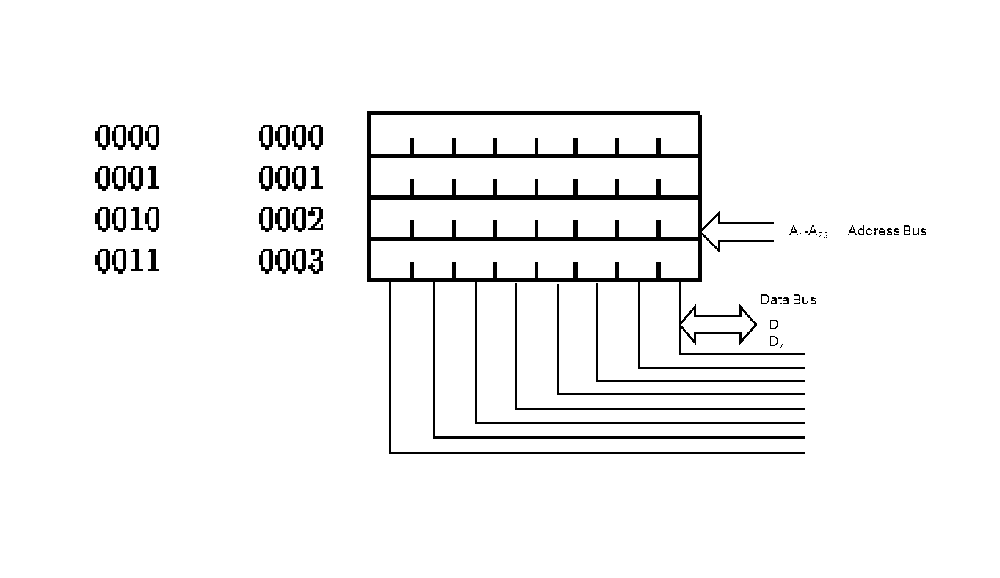 0000 0000
0001 0001
0010 0002
0011 0003
A1-A23 Address Bus
Data Bus
D0
D7